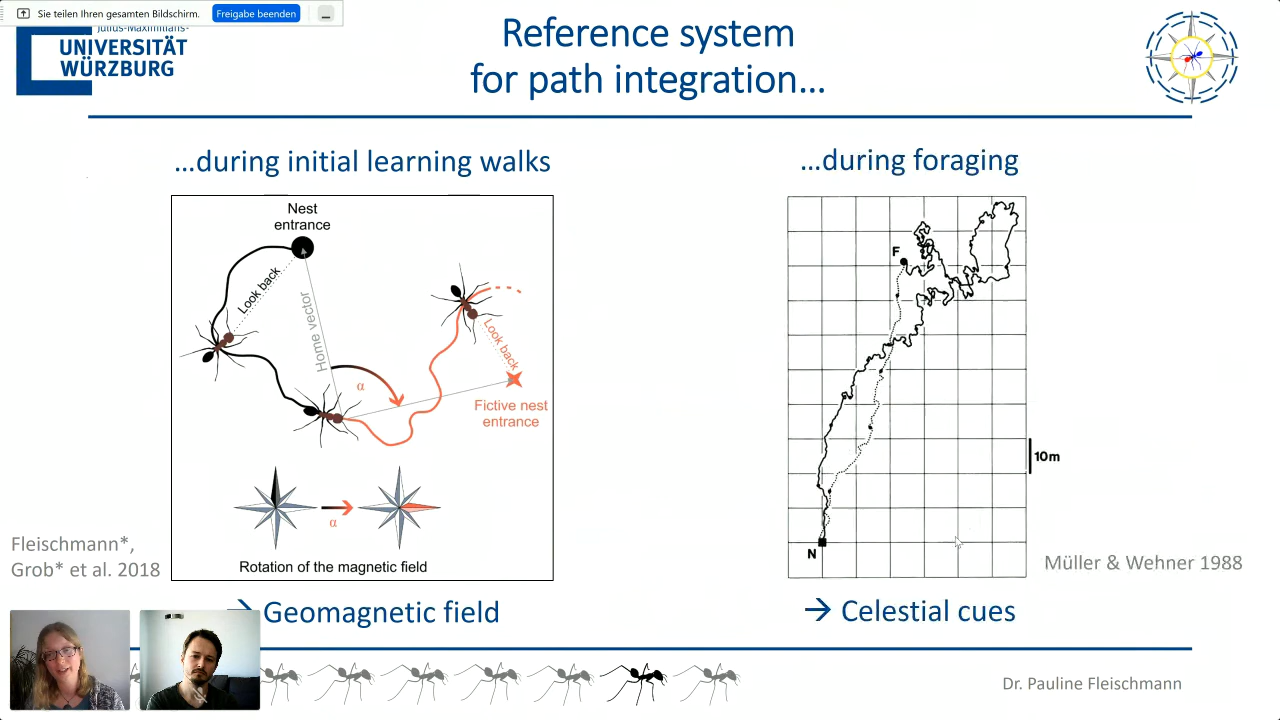 Sie teilen Ihren gesamten Bildschirm.
Freigabe beenden
Julius-Maximilians-
UNIVERSITÄT
WÜRZBURG
Reference system
for path integration...
...during initial learning walks
...during foraging
Nest
entrance
Look back
Home vector
α
Look back
Fictive nest
entrance
α
Rotation of the magnetic field
F
10m
N
Fleischmann*,
Grob* et al. 2018
Müller & Wehner 1988
→ Geomagnetic field
→ Celestial cues
Dr. Pauline Fleischmann